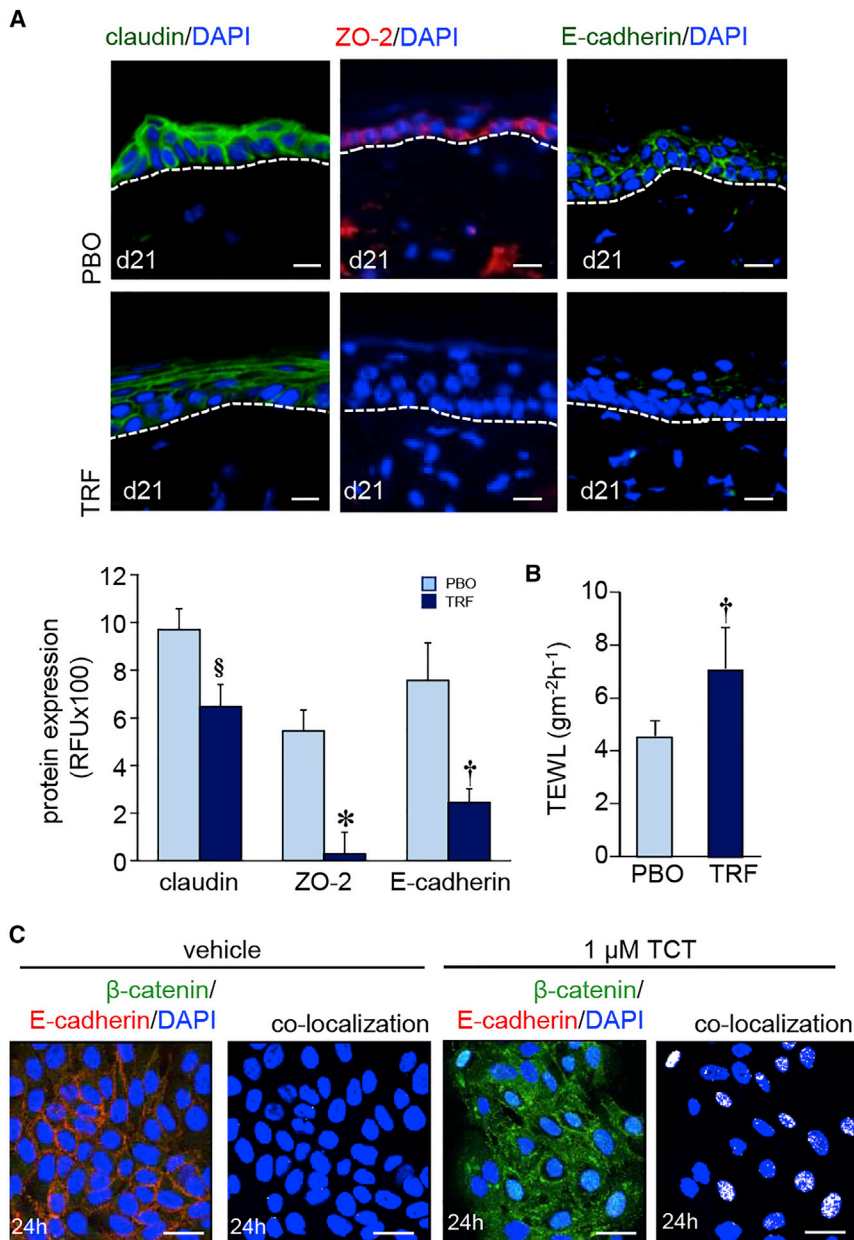 A
claudin/DAPI
ZO-2/DAPI
E-cadherin/DAPI
PBO
d21
d21
d21
TRF
d21
d21
d21
PBO
TRF
protein expression
(RFUx100)
12
10
8
6
4
2
0
§
*
†
claudin
ZO-2
E-cadherin
B
TEWL (gm⁻²h⁻¹)
10
8
6
4
2
0
†
PBO
TRF
C
vehicle
1 µM TCT
β-catenin/
E-cadherin/DAPI
co-localization
β-catenin/
E-cadherin/DAPI
co-localization
24h
24h
24h
24h